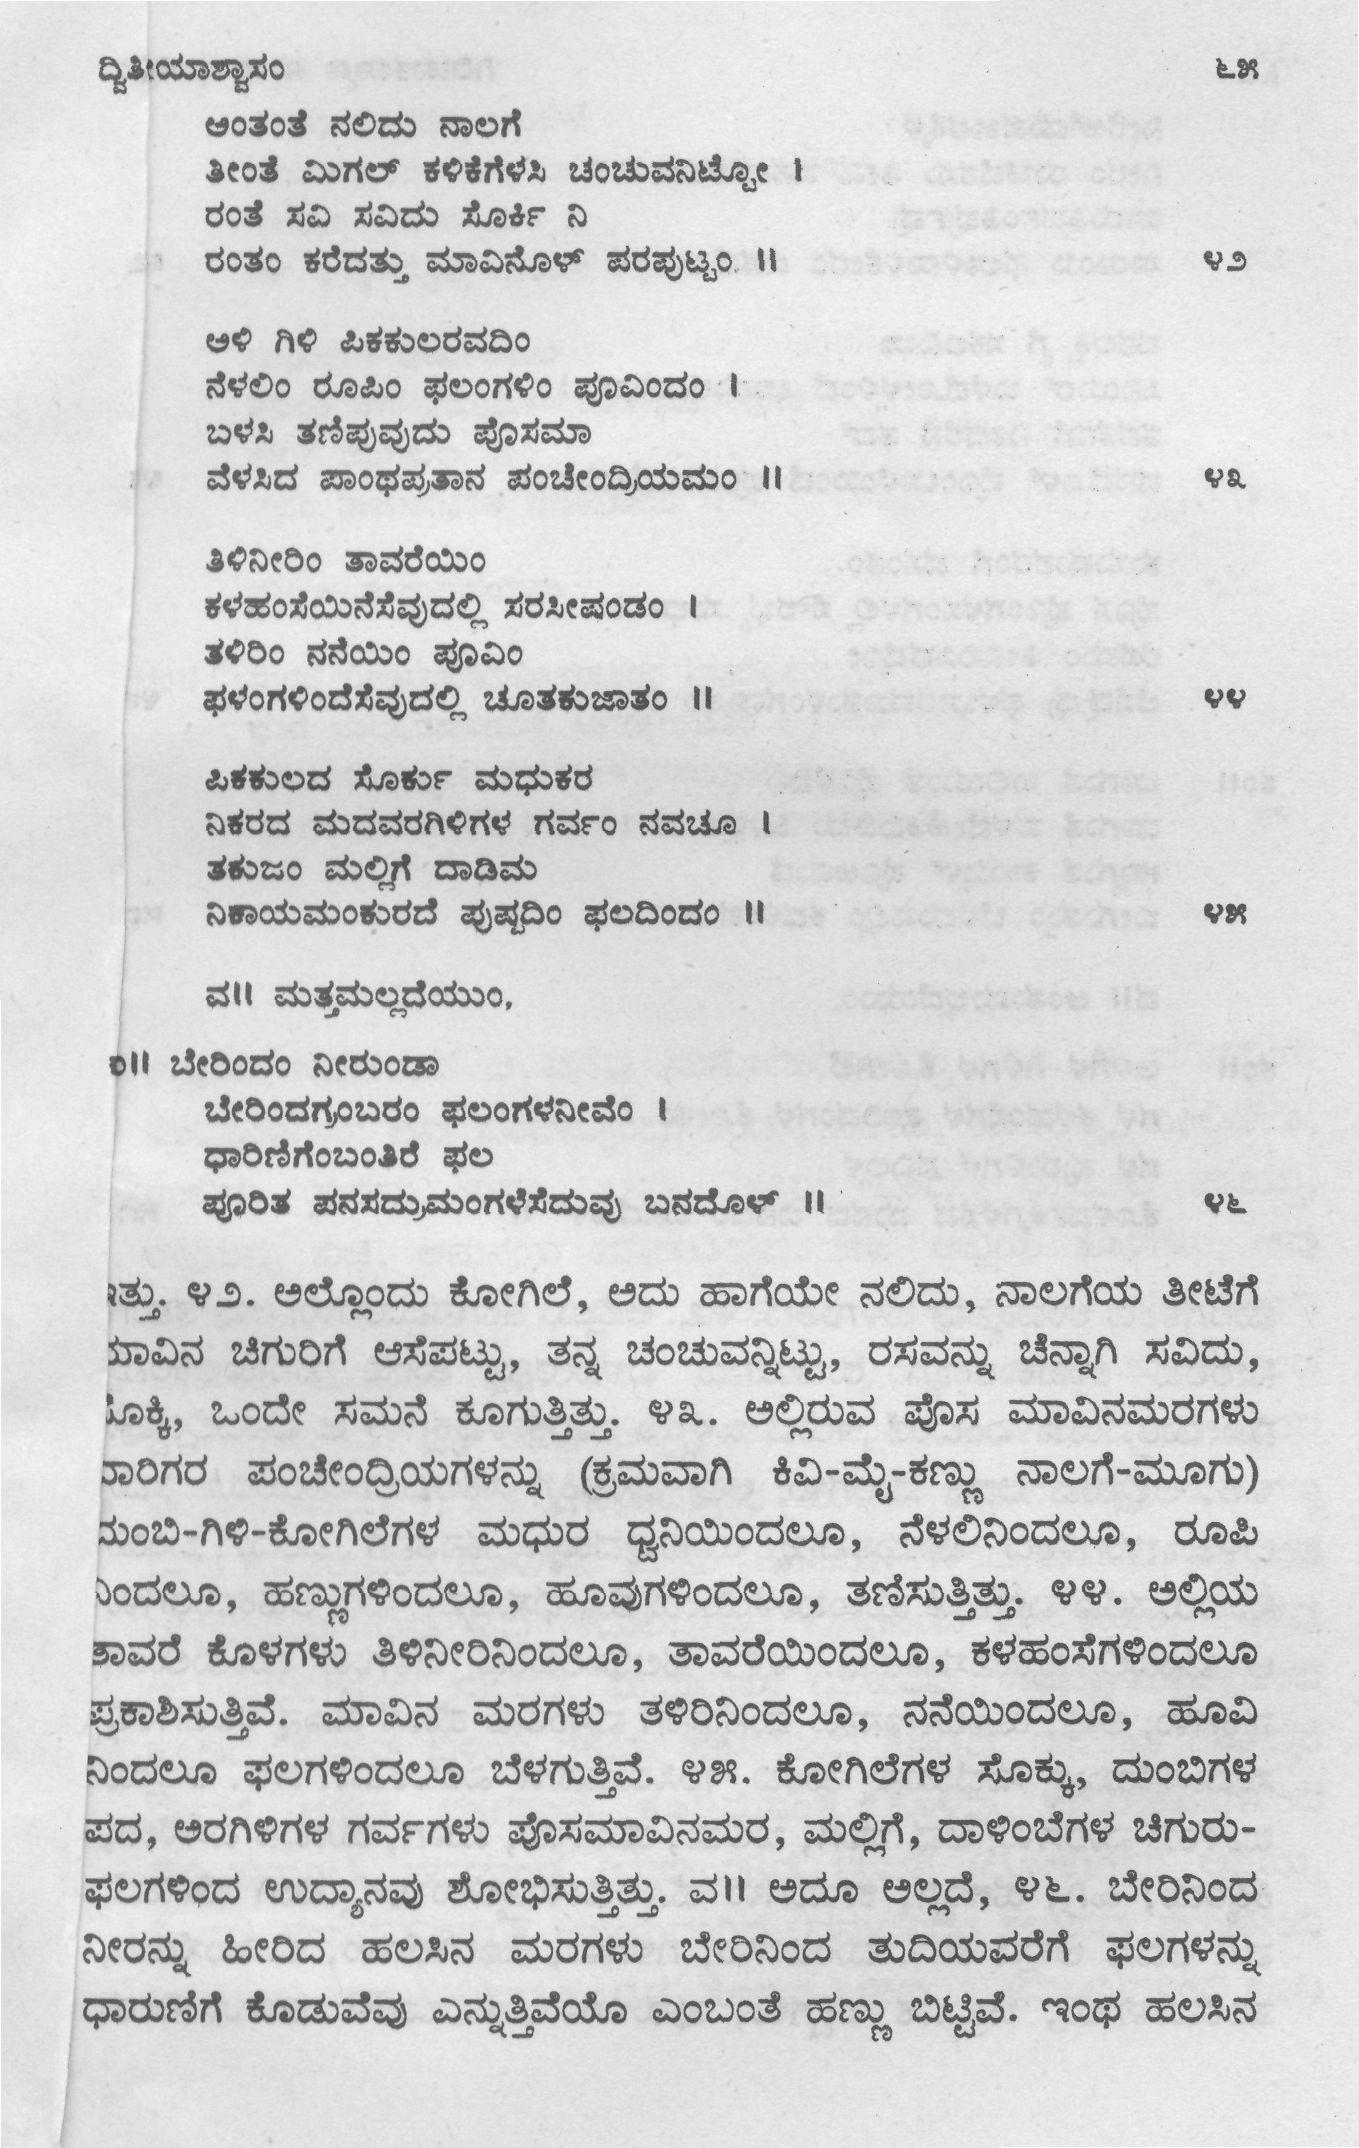 ದ್ವಿತೀಯಾಶ್ವಾಸಂ ೬೫
ಅಂತಂತೆ ನಲಿದು ನಾಲಗೆ
ತೀಂತೆ ಮಿಗಲ್ ಕಳಿಕೆಗೆಳಸಿ ಚಂಚುವನಿಟ್ಟೋ ।
ರಂತೆ ಸವಿ ಸವಿದು ಸೊರ್ಕಿ ನಿ
ರಂತಂ ಕರೆದತ್ತು ಮಾವಿನೊಳ್ ಪರಪುಟ್ಟಂ ॥ ೪೨
ಅಳಿ ಗಿಳಿ ಪಿಕಕುಲರವದಿಂ
ನೆಳಲಿಂ ರೂಪಿಂ ಫಲಂಗಳಿಂ ಪೂವಿಂದಂ ।
ಬಳಸಿ ತಣಿಪುವುದು ಪೊಸಮಾ
ವೆಳಸಿದ ಪಾಂಥಪ್ರತಾನ ಪಂಚೇಂದ್ರಿಯಮಂ ॥ ೪೩
ತಿಳಿನೀರಿಂ ತಾವರೆಯಿಂ
ಕಳಹಂಸೆಯಿನೆಸೆವುದಲ್ಲಿ ಸರಸೀಷಂಡಂ ।
ತಳಿರಿಂ ನನೆಯಿಂ ಪೂವಿಂ
ಫಳಂಗಳಿಂದೆಸೆವುದಲ್ಲಿ ಚೂತಕುಜಾತಂ ॥ ೪೪
ಪಿಕಕುಲದ ಸೊರ್ಕು ಮಧುಕರ
ನಿಕರದ ಮದವರಗಿಳಿಗಳ ಗರ್ವಂ ನವಚೂ ।
ತಕುಜಂ ಮಲ್ಲಿಗೆ ದಾಡಿಮ
ನಿಕಾಯಮಂಕುರದೆ ಪುಷ್ಪದಿಂ ಫಲದಿಂದಂ ॥ ೪೫
ವ॥ ಮತ್ತಮಲ್ಲದೆಯುಂ,
ಬೇರಿಂದಂ ನೀರುಂಡಾ
ಬೇರಿಂದಗ್ರಂಬರಂ ಫಲಂಗಳನೀವೆಂ ।
ಧಾರಿಣಿಗೆಂಬಂತಿರೆ ಫಲ
ಪೂರಿತ ಪನಸದ್ರುಮಂಗಳೆಸೆದುವು ಬನದೊಳ್ ॥ ೪೬
ಇತ್ತು. ೪೨. ಅಲ್ಲೊಂದು ಕೋಗಿಲೆ, ಅದು ಹಾಗೆಯೇ ನಲಿದು, ನಾಲಗೆಯ ತೀಟೆಗೆ
ಮಾವಿನ ಚಿಗುರಿಗೆ ಆಸೆಪಟ್ಟು, ತನ್ನ ಚಂಚುವನ್ನಿಟ್ಟು, ರಸವನ್ನು ಚೆನ್ನಾಗಿ ಸವಿದು,
ಸೊಕ್ಕಿ, ಒಂದೇ ಸಮನೆ ಕೂಗುತ್ತಿತ್ತು. ೪೩. ಅಲ್ಲಿರುವ ಪೊಸ ಮಾವಿನಮರಗಳು
ದಾರಿಗರ ಪಂಚೇಂದ್ರಿಯಗಳನ್ನು (ಕ್ರಮವಾಗಿ ಕಿವಿ-ಮೈ-ಕಣ್ಣು ನಾಲಗೆ-ಮೂಗು)
ದುಂಬಿ-ಗಿಳಿ-ಕೋಗಿಲೆಗಳ ಮಧುರ ಧ್ವನಿಯಿಂದಲೂ, ನೆಳಲಿನಿಂದಲೂ, ರೂಪಿ
ನಿಂದಲೂ, ಹಣ್ಣುಗಳಿಂದಲೂ, ಹೂವುಗಳಿಂದಲೂ, ತಣಿಸುತ್ತಿತ್ತು. ೪೪. ಅಲ್ಲಿಯ
ತಾವರೆ ಕೊಳಗಳು ತಿಳಿನೀರಿನಿಂದಲೂ, ತಾವರೆಯಿಂದಲೂ, ಕಳಹಂಸೆಗಳಿಂದಲೂ
ಪ್ರಕಾಶಿಸುತ್ತಿವೆ. ಮಾವಿನ ಮರಗಳು ತಳಿರಿನಿಂದಲೂ, ನನೆಯಿಂದಲೂ, ಹೂವಿ
ನಿಂದಲೂ ಫಲಗಳಿಂದಲೂ ಬೆಳಗುತ್ತಿವೆ. ೪೫. ಕೋಗಿಲೆಗಳ ಸೊಕ್ಕು, ದುಂಬಿಗಳ
ಪದ, ಅರಗಿಳಿಗಳ ಗರ್ವಗಳು ಪೊಸಮಾವಿನಮರ, ಮಲ್ಲಿಗೆ, ದಾಳಿಂಬೆಗಳ ಚಿಗುರು-
ಫಲಗಳಿಂದ ಉದ್ಯಾನವು ಶೋಭಿಸುತ್ತಿತ್ತು. ವ॥ ಅದೂ ಅಲ್ಲದೆ, ೪೬. ಬೇರಿನಿಂದ
ನೀರನ್ನು ಹೀರಿದ ಹಲಸಿನ ಮರಗಳು ಬೇರಿನಿಂದ ತುದಿಯವರೆಗೆ ಫಲಗಳನ್ನು
ಧಾರುಣಿಗೆ ಕೊಡುವೆವು ಎನ್ನುತ್ತಿವೆಯೊ ಎಂಬಂತೆ ಹಣ್ಣು ಬಿಟ್ಟಿವೆ. ಇಂಥ ಹಲಸಿನ